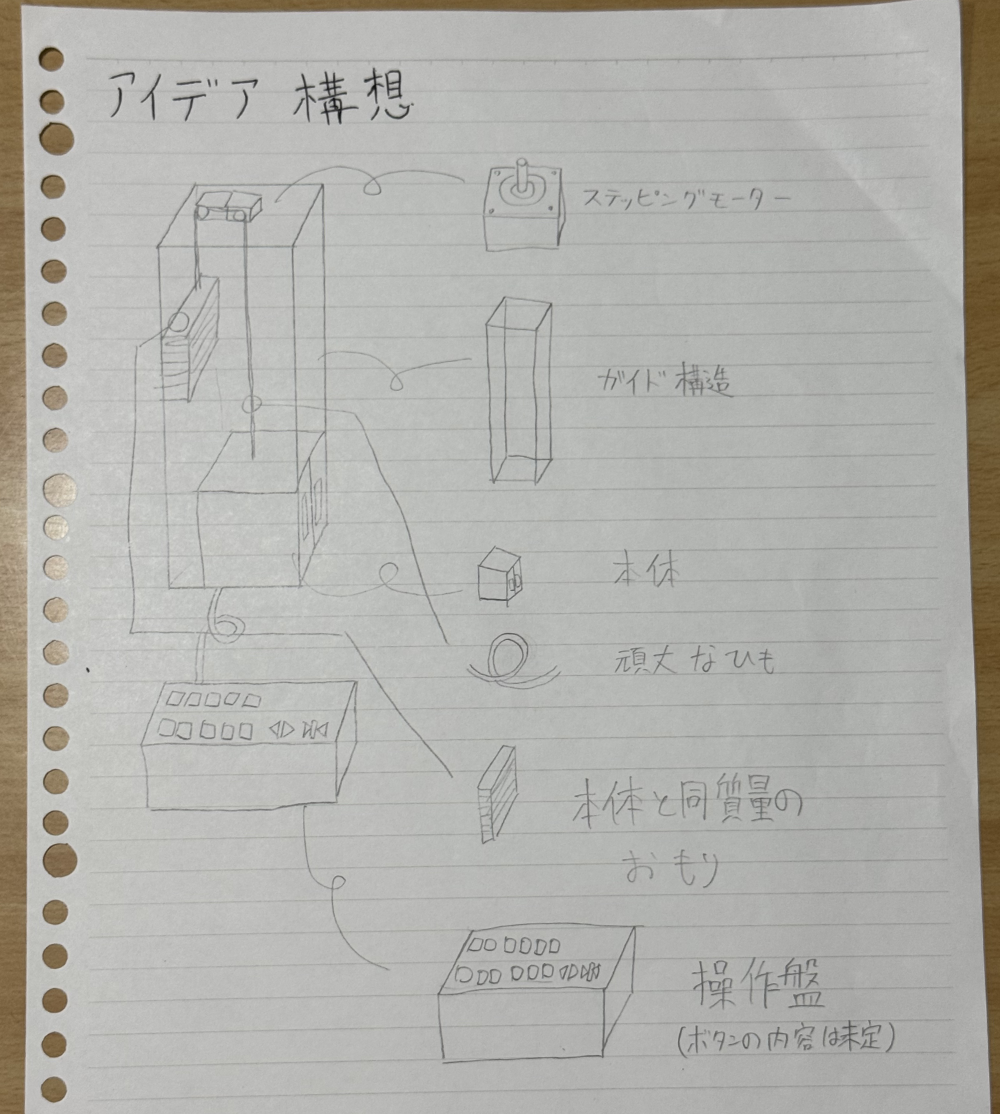 アイデア 構想
ステッピングモーター
ガイド構造
本体
頑丈なひも
本体と同質量の
おもり
操作盤
(ボタンの内容は未定)